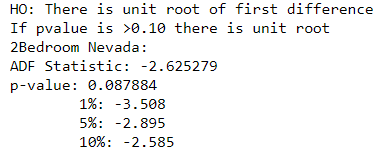 HO: There is unit root of first difference
If pvalue is >0.10 there is unit root
2Bedroom Nevada:
ADF Statistic: -2.625279
p-value: 0.087884
1%: -3.508
5%: -2.895
10%: -2.585